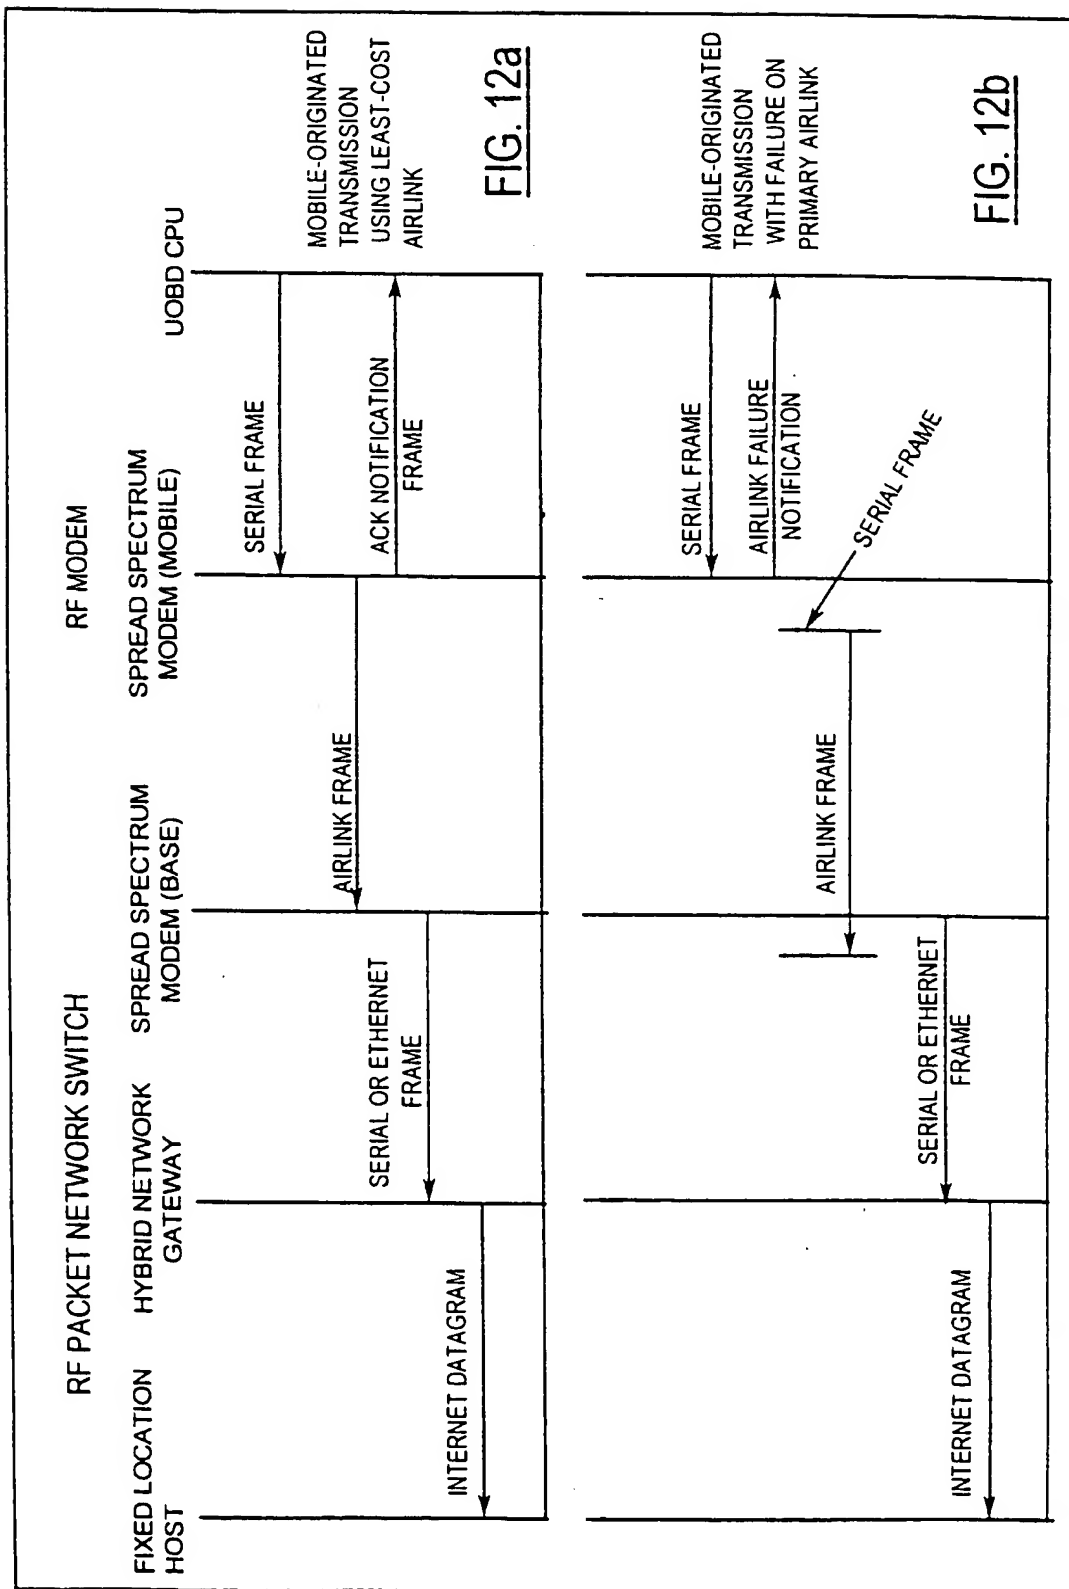 RF PACKET NETWORK SWITCH
RF MODEM
FIXED LOCATION
HOST
HYBRID NETWORK
GATEWAY
SPREAD SPECTRUM
MODEM (BASE)
SPREAD SPECTRUM
MODEM (MOBILE)
UOBD CPU
SERIAL FRAME
ACK NOTIFICATION
FRAME
AIRLINK FRAME
SERIAL OR ETHERNET
FRAME
INTERNET DATAGRAM
MOBILE-ORIGINATED
TRANSMISSION
USING LEAST-COST
AIRLINK
FIG. 12a
SERIAL FRAME
AIRLINK FAILURE
NOTIFICATION
SERIAL FRAME
AIRLINK FRAME
SERIAL OR ETHERNET
FRAME
INTERNET DATAGRAM
MOBILE-ORIGINATED
TRANSMISSION
WITH FAILURE ON
PRIMARY AIRLINK
FIG. 12b